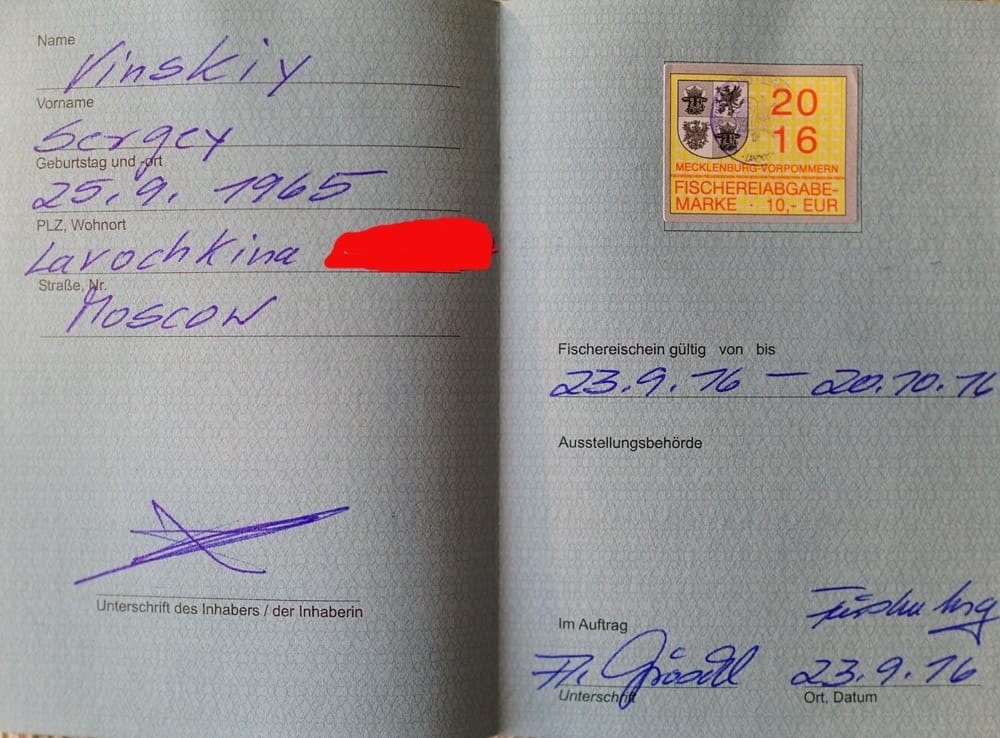 Name
Vinskiy
Vorname
Sergey
Geburtstag und -ort
25.9.1965
PLZ, Wohnort
Lavochkina
Straße, Nr.
Moscow
Unterschrift des Inhabers / der Inhaberin
20
16
MECKLENBURG-VORPOMMERN
FISCHEREIABGABE-
MARKE · 10,- EUR
Fischereischein gültig von bis
23.9.16 – 20.10.16
Ausstellungsbehörde
Im Auftrag
23.9.16
Unterschrift
Ort, Datum